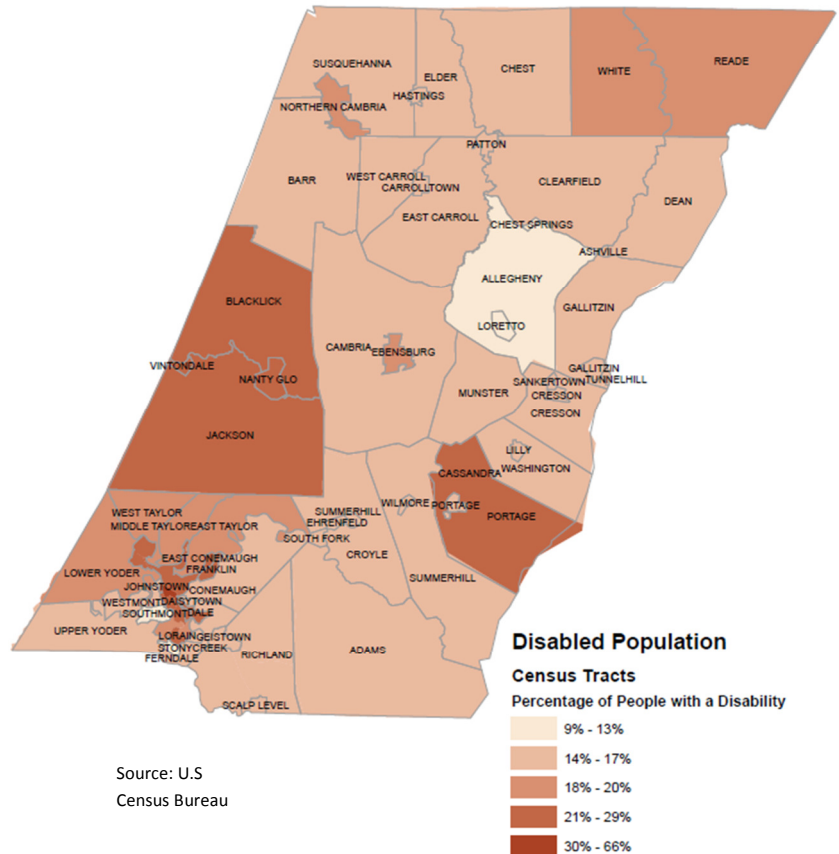 SUSQUEHANNA
ELDER
CHEST
WHITE
READE
HASTINGS
NORTHERN CAMBRIA
PATTON
BARR
WEST CARROLL
CARROLLTOWN
CLEARFIELD
DEAN
EAST CARROLL
CHEST SPRINGS
ASHVILLE
ALLEGHENY
BLACKLICK
GALLITZIN
LORETTO
CAMBRIA
EBENSBURG
VINTONDALE
NANTY GLO
GALLITZIN
TUNNELHILL
SANKERTOWN
CRESSON
MUNSTER
CRESSON
JACKSON
LILLY
WASHINGTON
CASSANDRA
WILMORE
PORTAGE
PORTAGE
WEST TAYLOR
SUMMERHILL
MIDDLE TAYLOR
EAST TAYLOR
EHRENFELD
SOUTH FORK
CROYLE
EAST CONEMAUGH
FRANKLIN
LOWER YODER
SUMMERHILL
JOHNSTOWN
CONEMAUGH
WESTMONT
DAISYTOWN
SOUTHMONT
DALE
UPPER YODER
LORAIN
GEISTOWN
STONYCREEK
FERNDALE
RICHLAND
ADAMS
SCALP LEVEL
Disabled Population
Census Tracts
Percentage of People with a Disability
9% - 13%
14% - 17%
18% - 20%
21% - 29%
30% - 66%
Source: U.S
Census Bureau